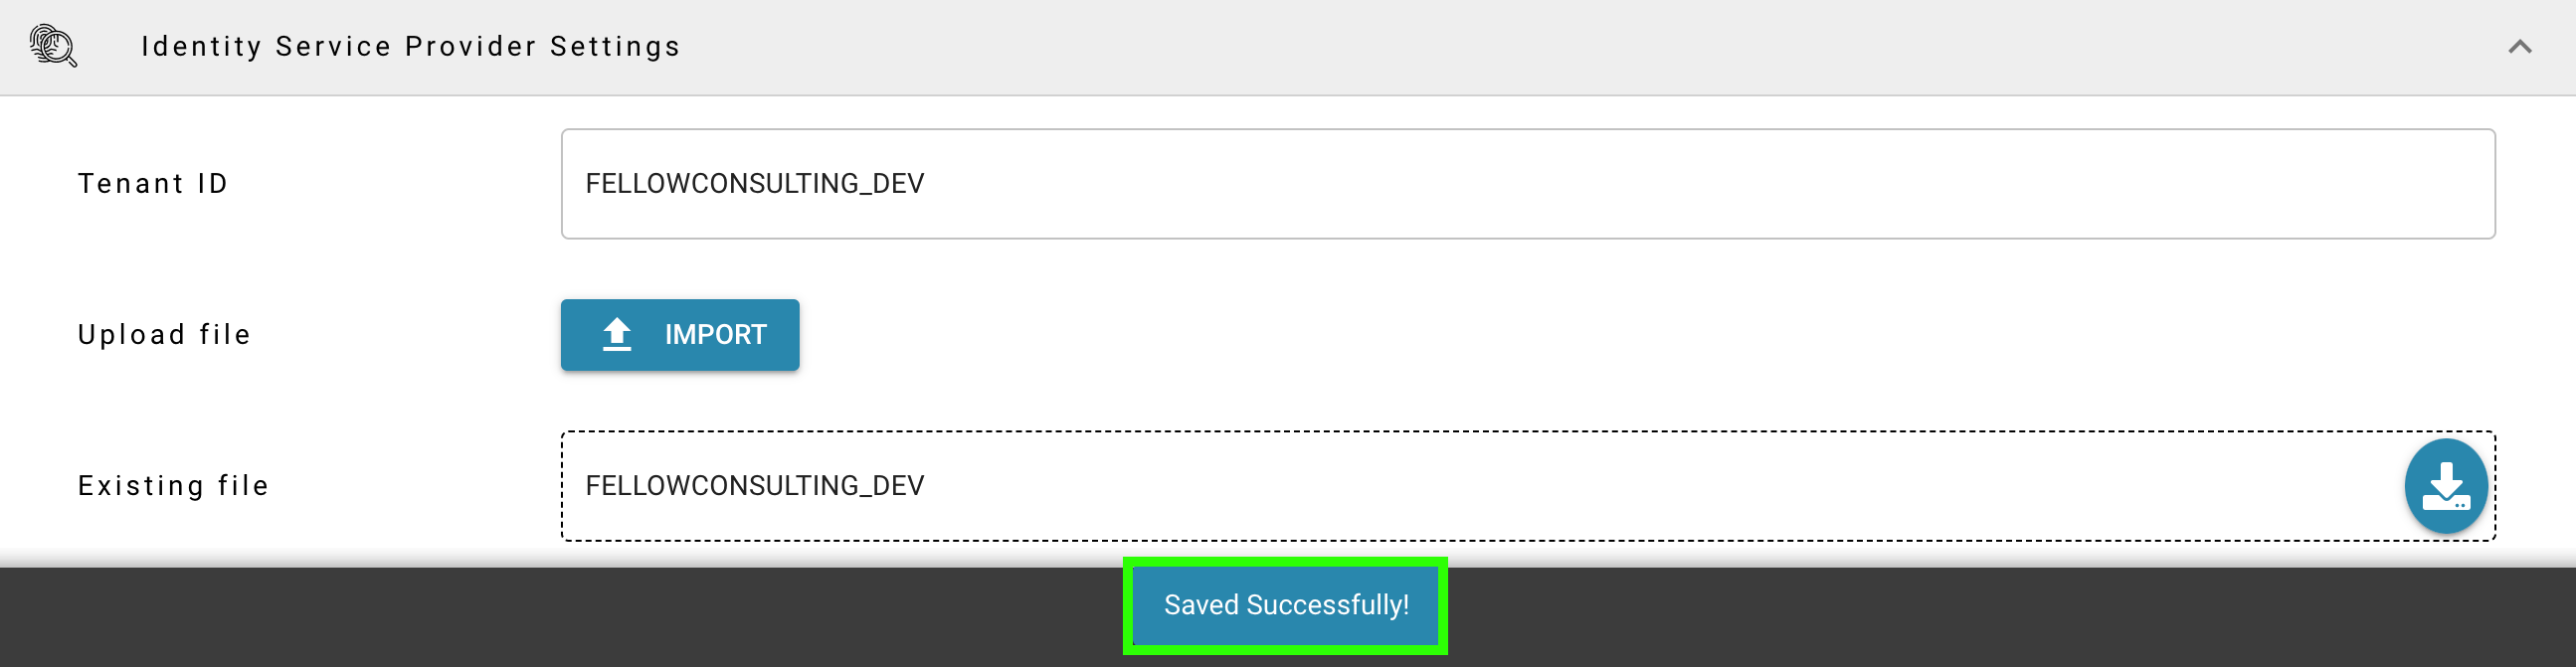 Identity Service Provider Settings
Tenant ID
FELLOWCONSULTING_DEV
Upload file
IMPORT
Existing file
FELLOWCONSULTING_DEV
Saved Successfully!